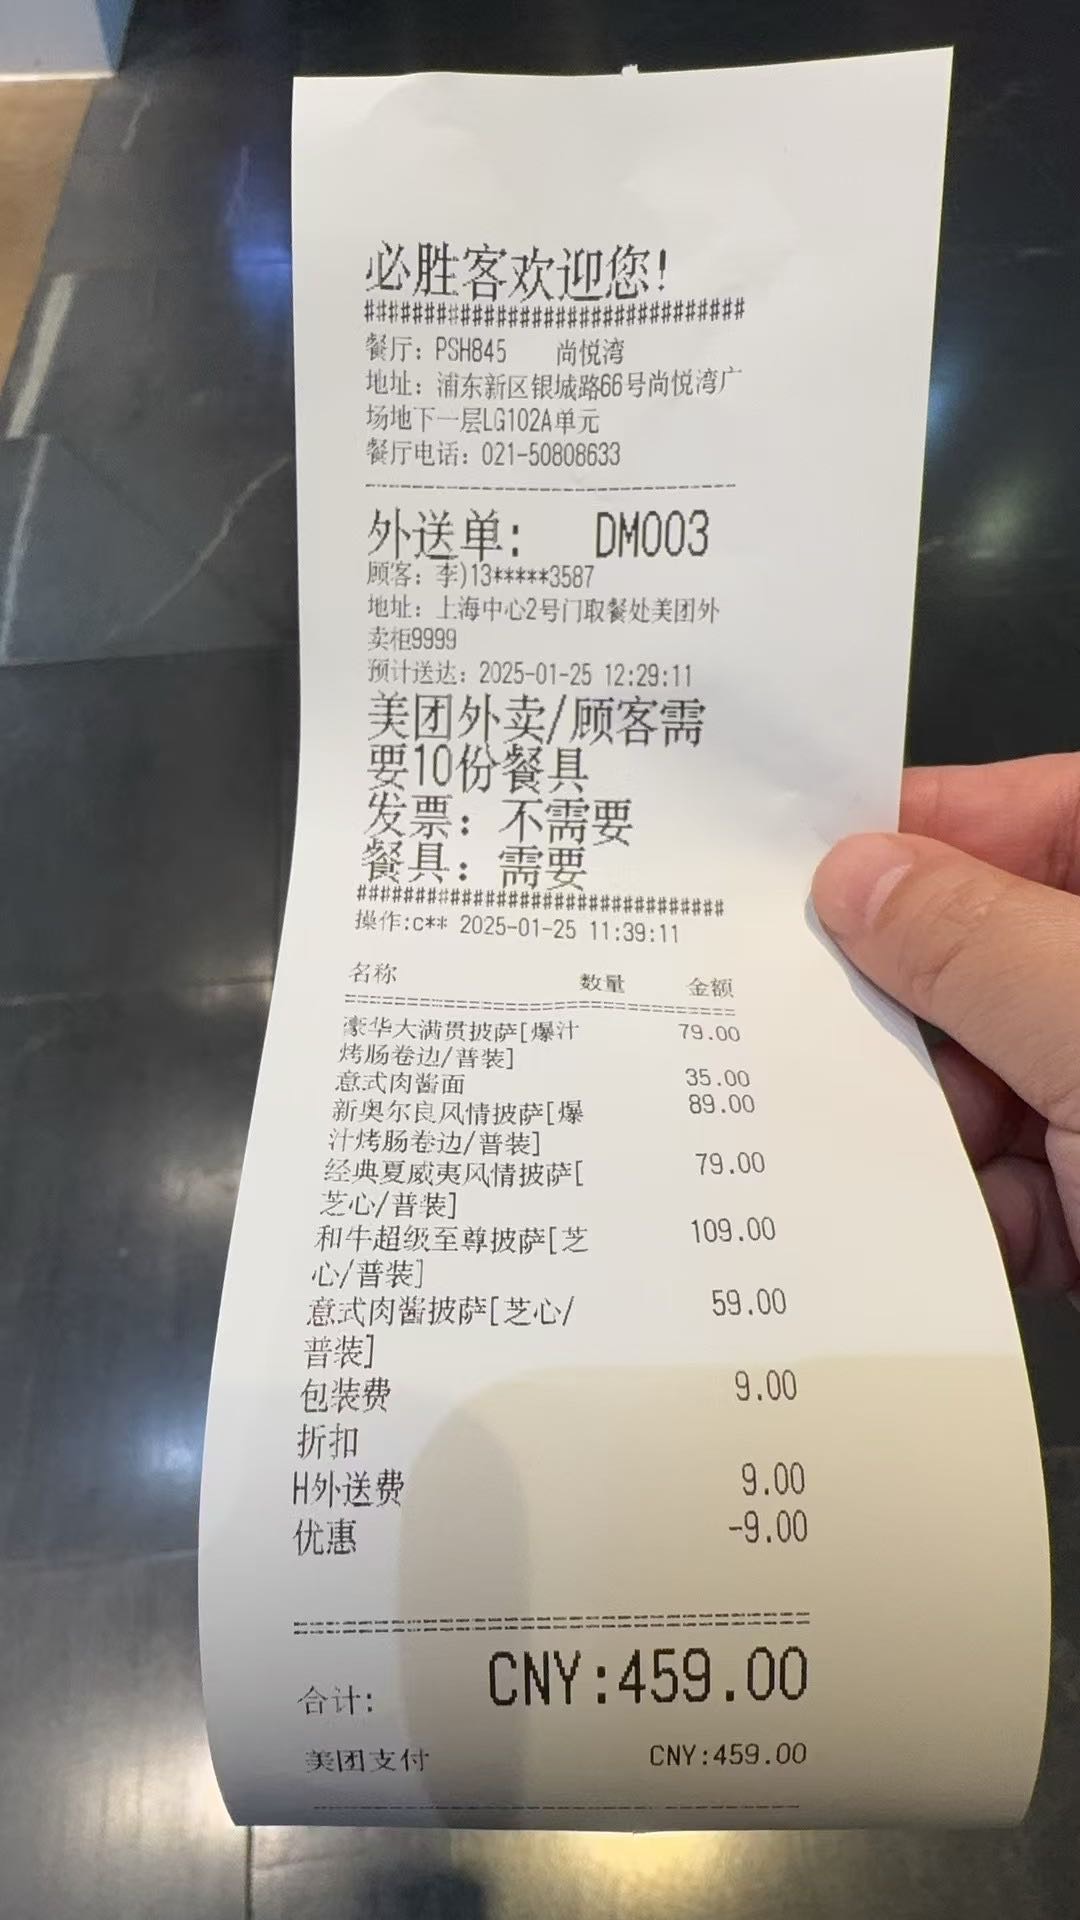 必胜客欢迎您!
################################
餐厅: PSH845 尚悦湾
地址: 浦东新区银城路66号尚悦湾广
场地下一层LG102A单元
餐厅电话: 021-50808633
--------------------------------
外送单: DM003
顾客: 李)13*****3587
地址: 上海中心2号门取餐处美团外
卖柜9999
预计送达: 2025-01-25 12:29:11
美团外卖/顾客需
要10份餐具
发票: 不需要
餐具: 需要
################################
操作:c** 2025-01-25 11:39:11
名称 数量 金额
================================
豪华大满贯披萨[爆汁 79.00
烤肠卷边/普装]
意式肉酱面 35.00
新奥尔良风情披萨[爆 89.00
汁烤肠卷边/普装]
经典夏威夷风情披萨[ 79.00
芝心/普装]
和牛超级至尊披萨[芝 109.00
心/普装]
意式肉酱披萨[芝心/ 59.00
普装]
包装费 9.00
折扣
H外送费 9.00
优惠 -9.00
================================
合计: CNY:459.00
美团支付 CNY:459.00
--------------------------------